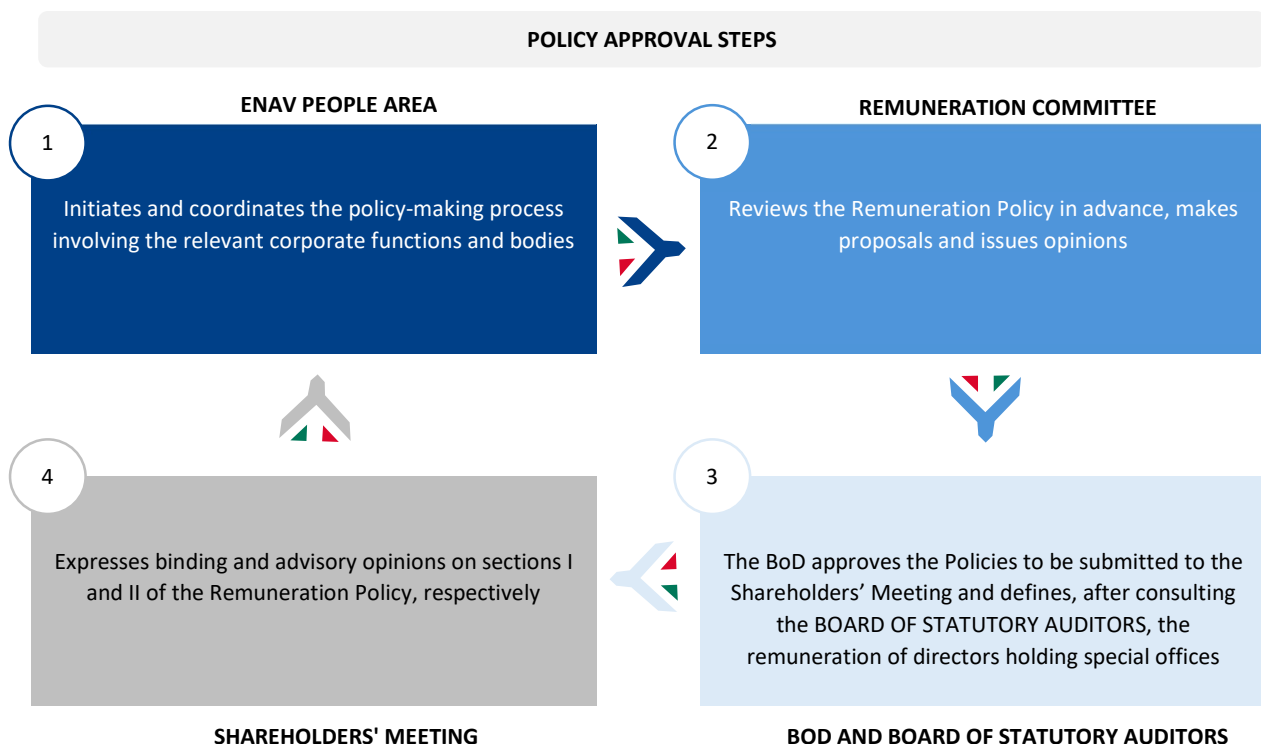 POLICY APPROVAL STEPS
ENAV PEOPLE AREA
1
Initiates and coordinates the policy-making process
involving the relevant corporate functions and bodies
REMUNERATION COMMITTEE
2
Reviews the Remuneration Policy in advance, makes
proposals and issues opinions
3
The BoD approves the Policies to be submitted to the
Shareholders’ Meeting and defines, after consulting
the BOARD OF STATUTORY AUDITORS, the
remuneration of directors holding special offices
BOD AND BOARD OF STATUTORY AUDITORS
4
Expresses binding and advisory opinions on sections I
and II of the Remuneration Policy, respectively
SHAREHOLDERS' MEETING